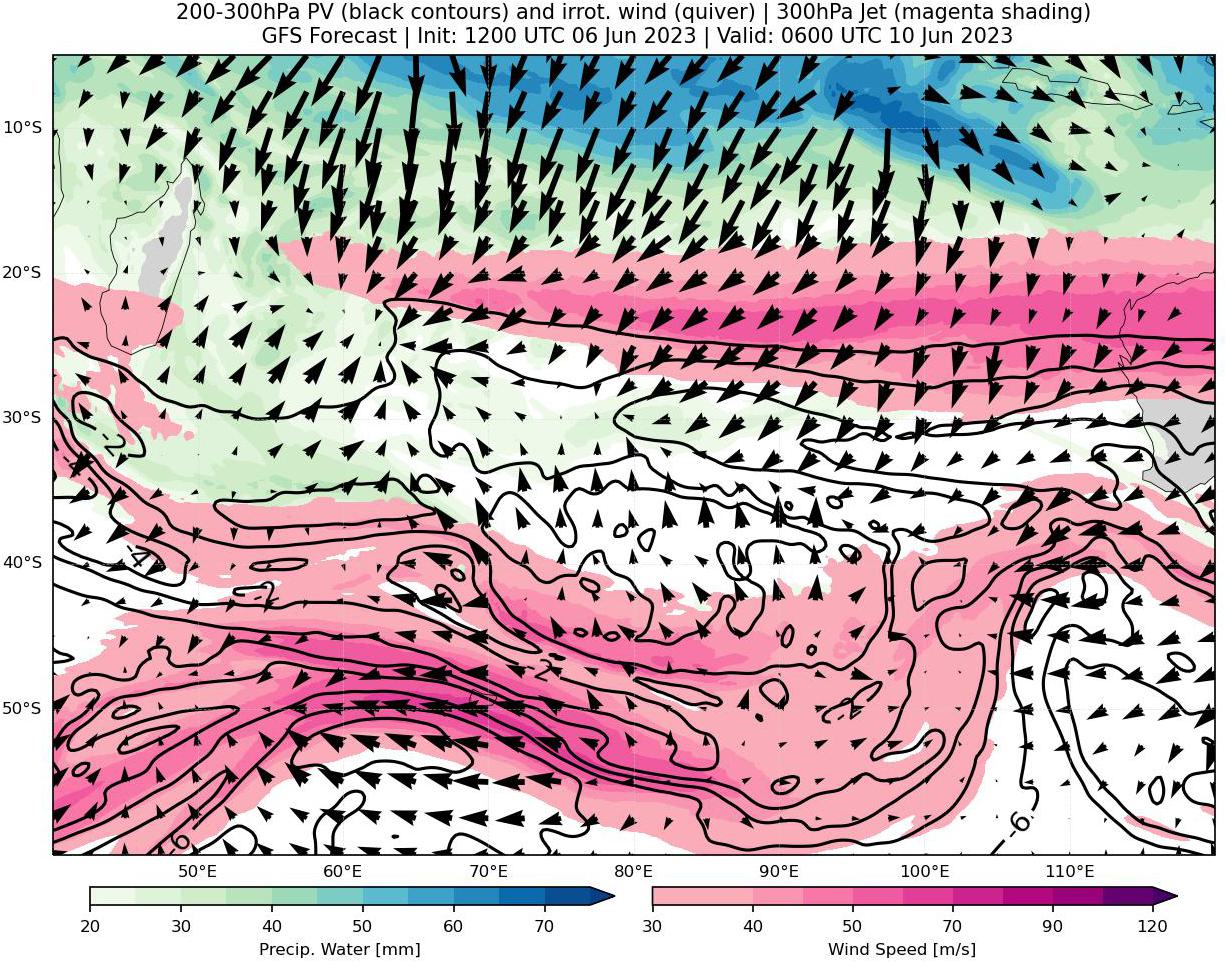 200-300hPa PV (black contours) and irrot. wind (quiver) | 300hPa Jet (magenta shading)
GFS Forecast | Init: 1200 UTC 06 Jun 2023 | Valid: 0600 UTC 10 Jun 2023
10°S
20°S
30°S
40°S
50°S
-2
-4
-2
-6
-6
50°E 60°E 70°E 80°E 90°E 100°E 110°E
20 30 40 50 60 70
Precip. Water [mm]
30 40 50 70 90 120
Wind Speed [m/s]